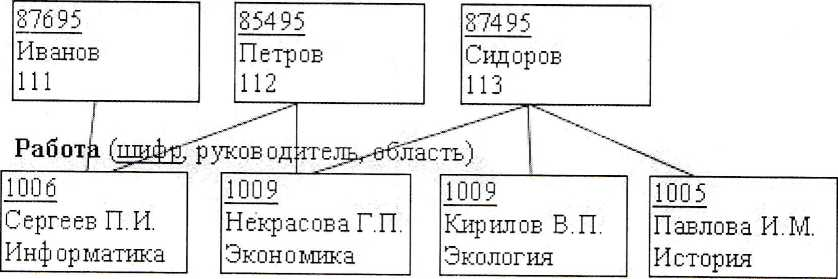 87695
Иванов
111
85495
Петров
112
87495
Сидоров
113
Работа (шифр, руководитель, область)
1006
Сергеев П.И.
Информатика
1009
Некрасова Г.П.
Экономика
1009
Кирилов В.П.
Экология
1005
Павлова И.М.
История